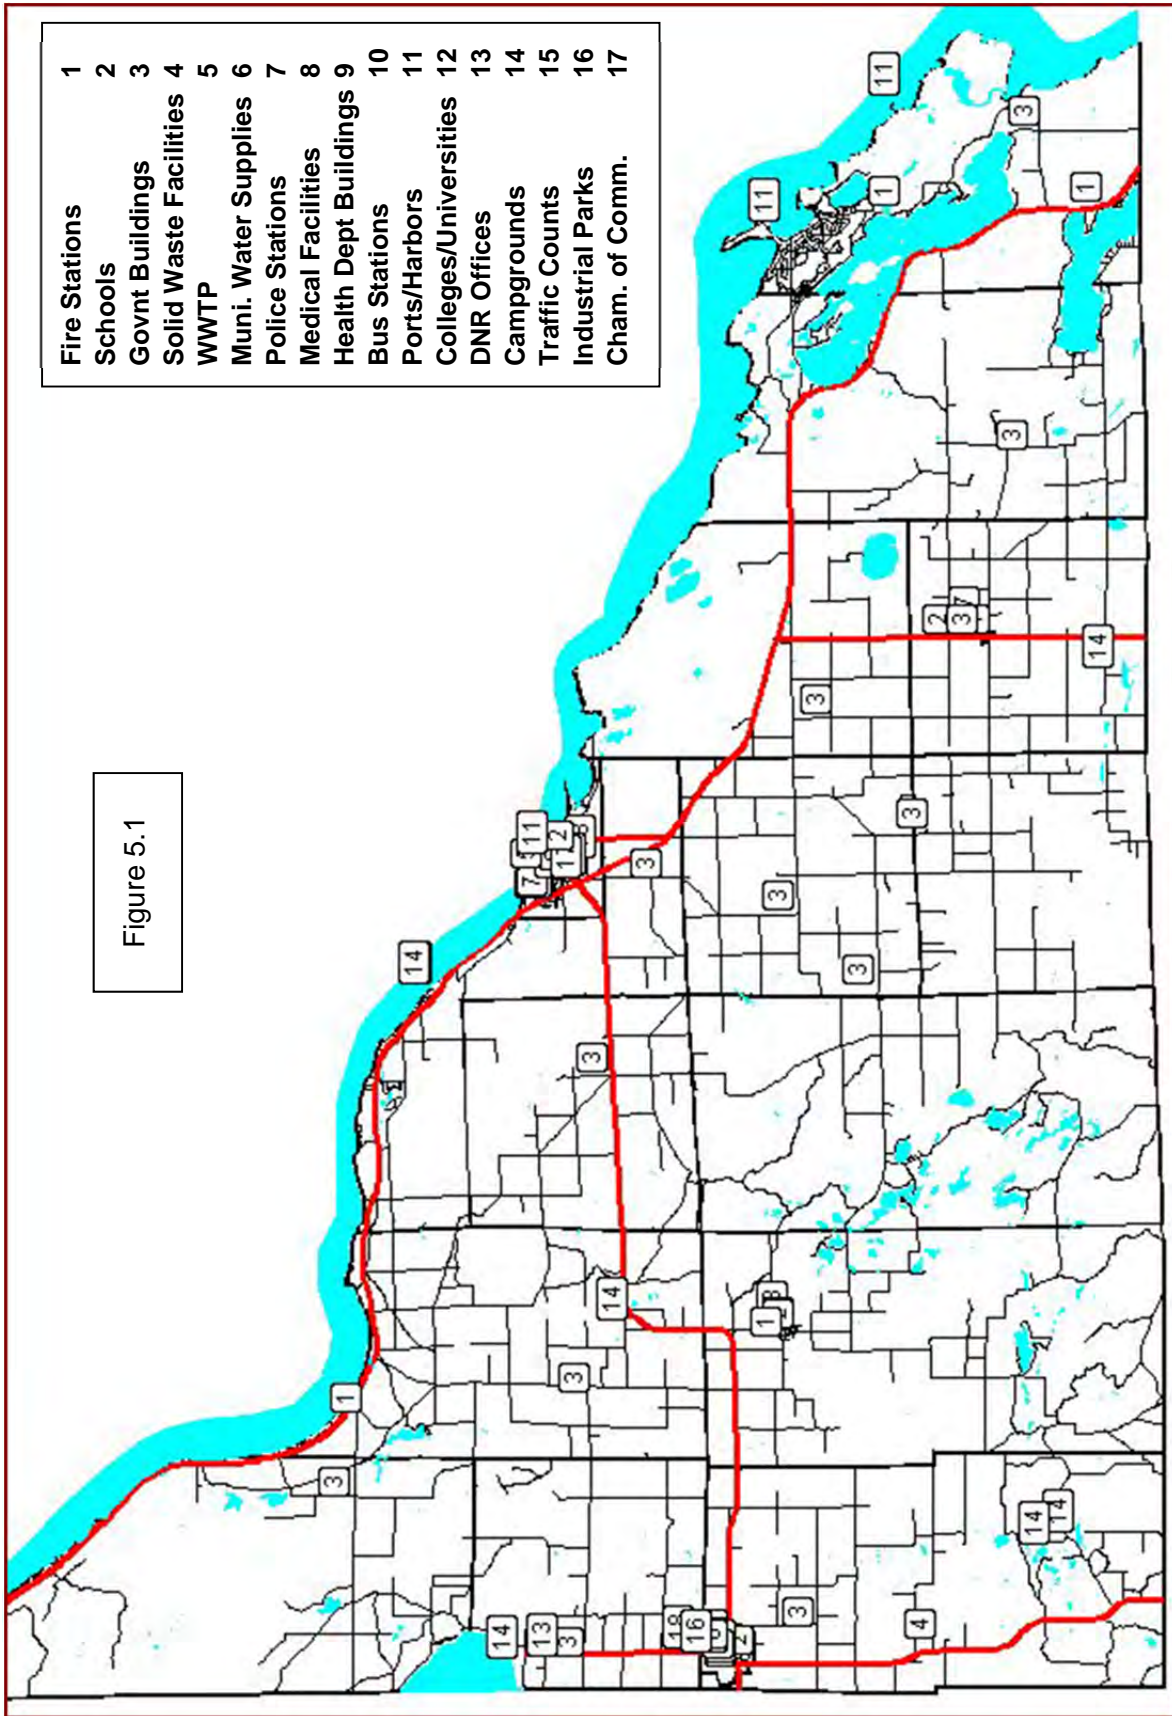 Figure 5.1
Fire Stations 1
Schools 2
Govnt Buildings 3
Solid Waste Facilities 4
WWTP 5
Muni. Water Supplies 6
Police Stations 7
Medical Facilities 8
Health Dept Buildings 9
Bus Stations 10
Ports/Harbors 11
Colleges/Universities 12
DNR Offices 13
Campgrounds 14
Traffic Counts 15
Industrial Parks 16
Cham. of Comm. 17
3
1
14
3
14
13
3
16
2
3
4
14
14
3
14
1
3
14
7
11
2
3
3
3
3
3
2
3
7
14
3
11
11
1
3
1